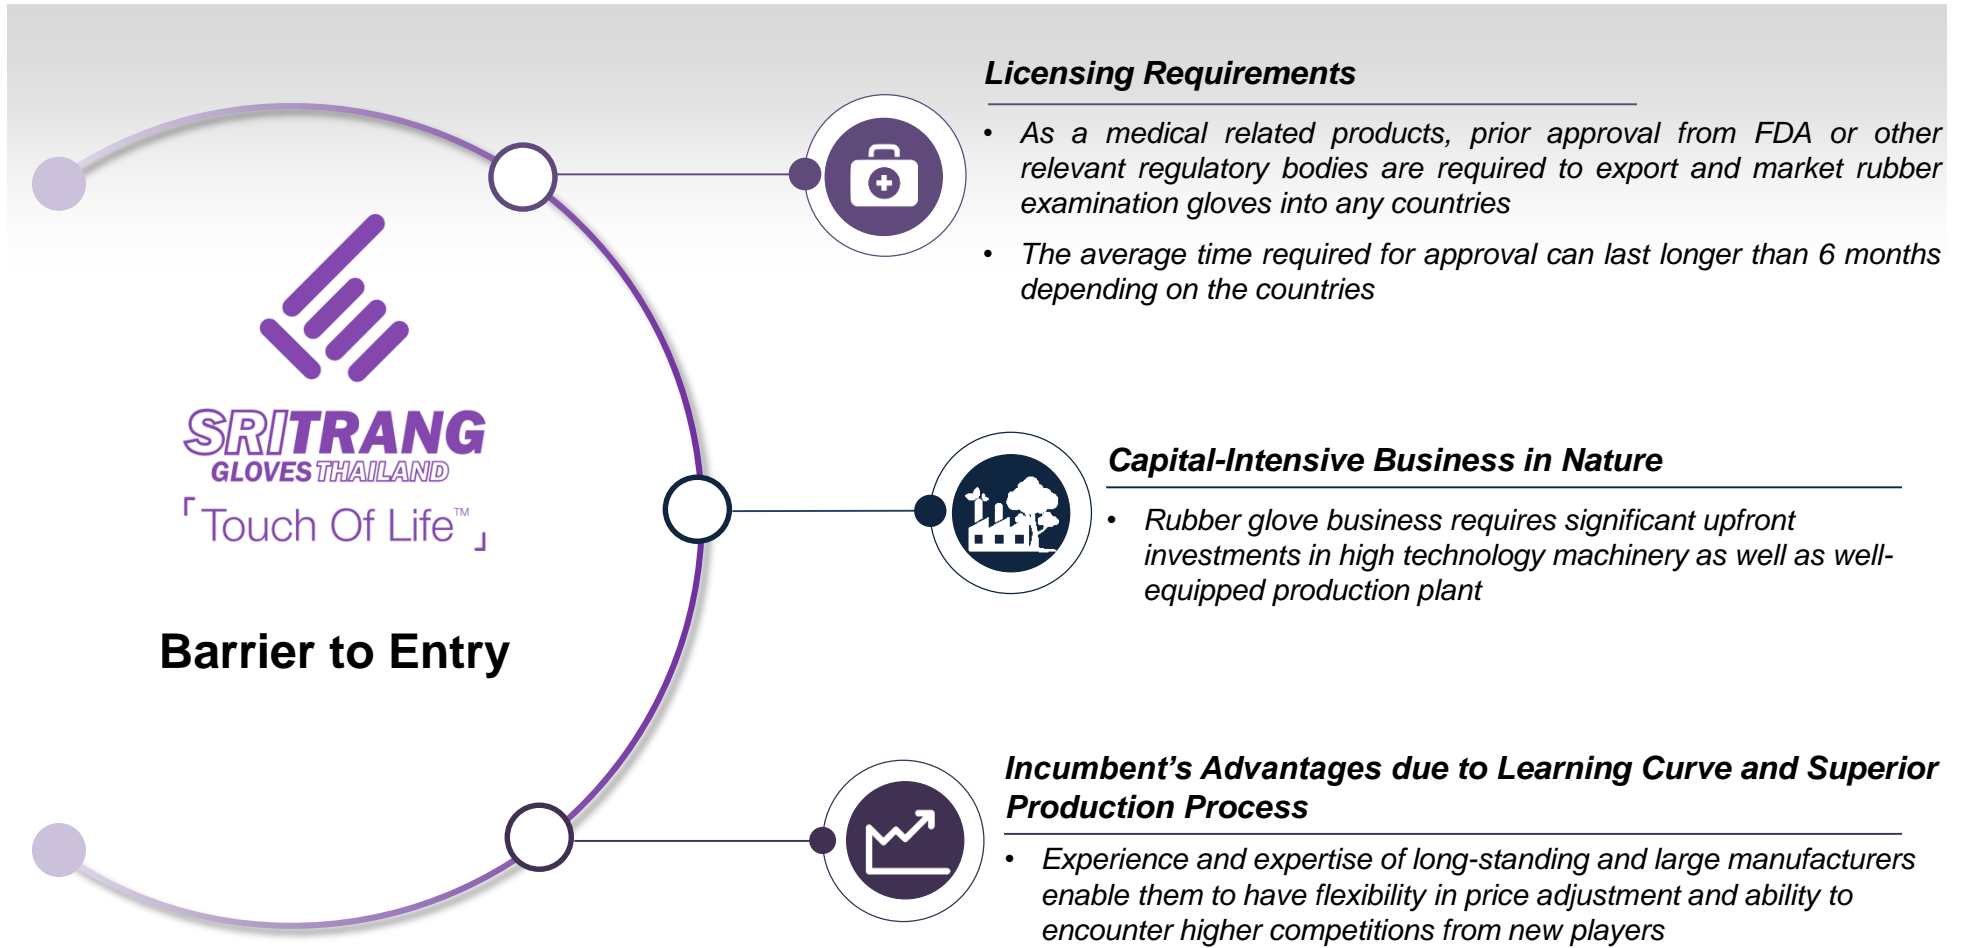 Licensing Requirements
• As a medical related products, prior approval from FDA or other
relevant regulatory bodies are required to export and market rubber
examination gloves into any countries
• The average time required for approval can last longer than 6 months
depending on the countries
SRITRANG
GLOVES THAILAND
「Touch Of Life™」
Barrier to Entry
Capital-Intensive Business in Nature
• Rubber glove business requires significant upfront
investments in high technology machinery as well as well-
equipped production plant
Incumbent’s Advantages due to Learning Curve and Superior
Production Process
• Experience and expertise of long-standing and large manufacturers
enable them to have flexibility in price adjustment and ability to
encounter higher competitions from new players